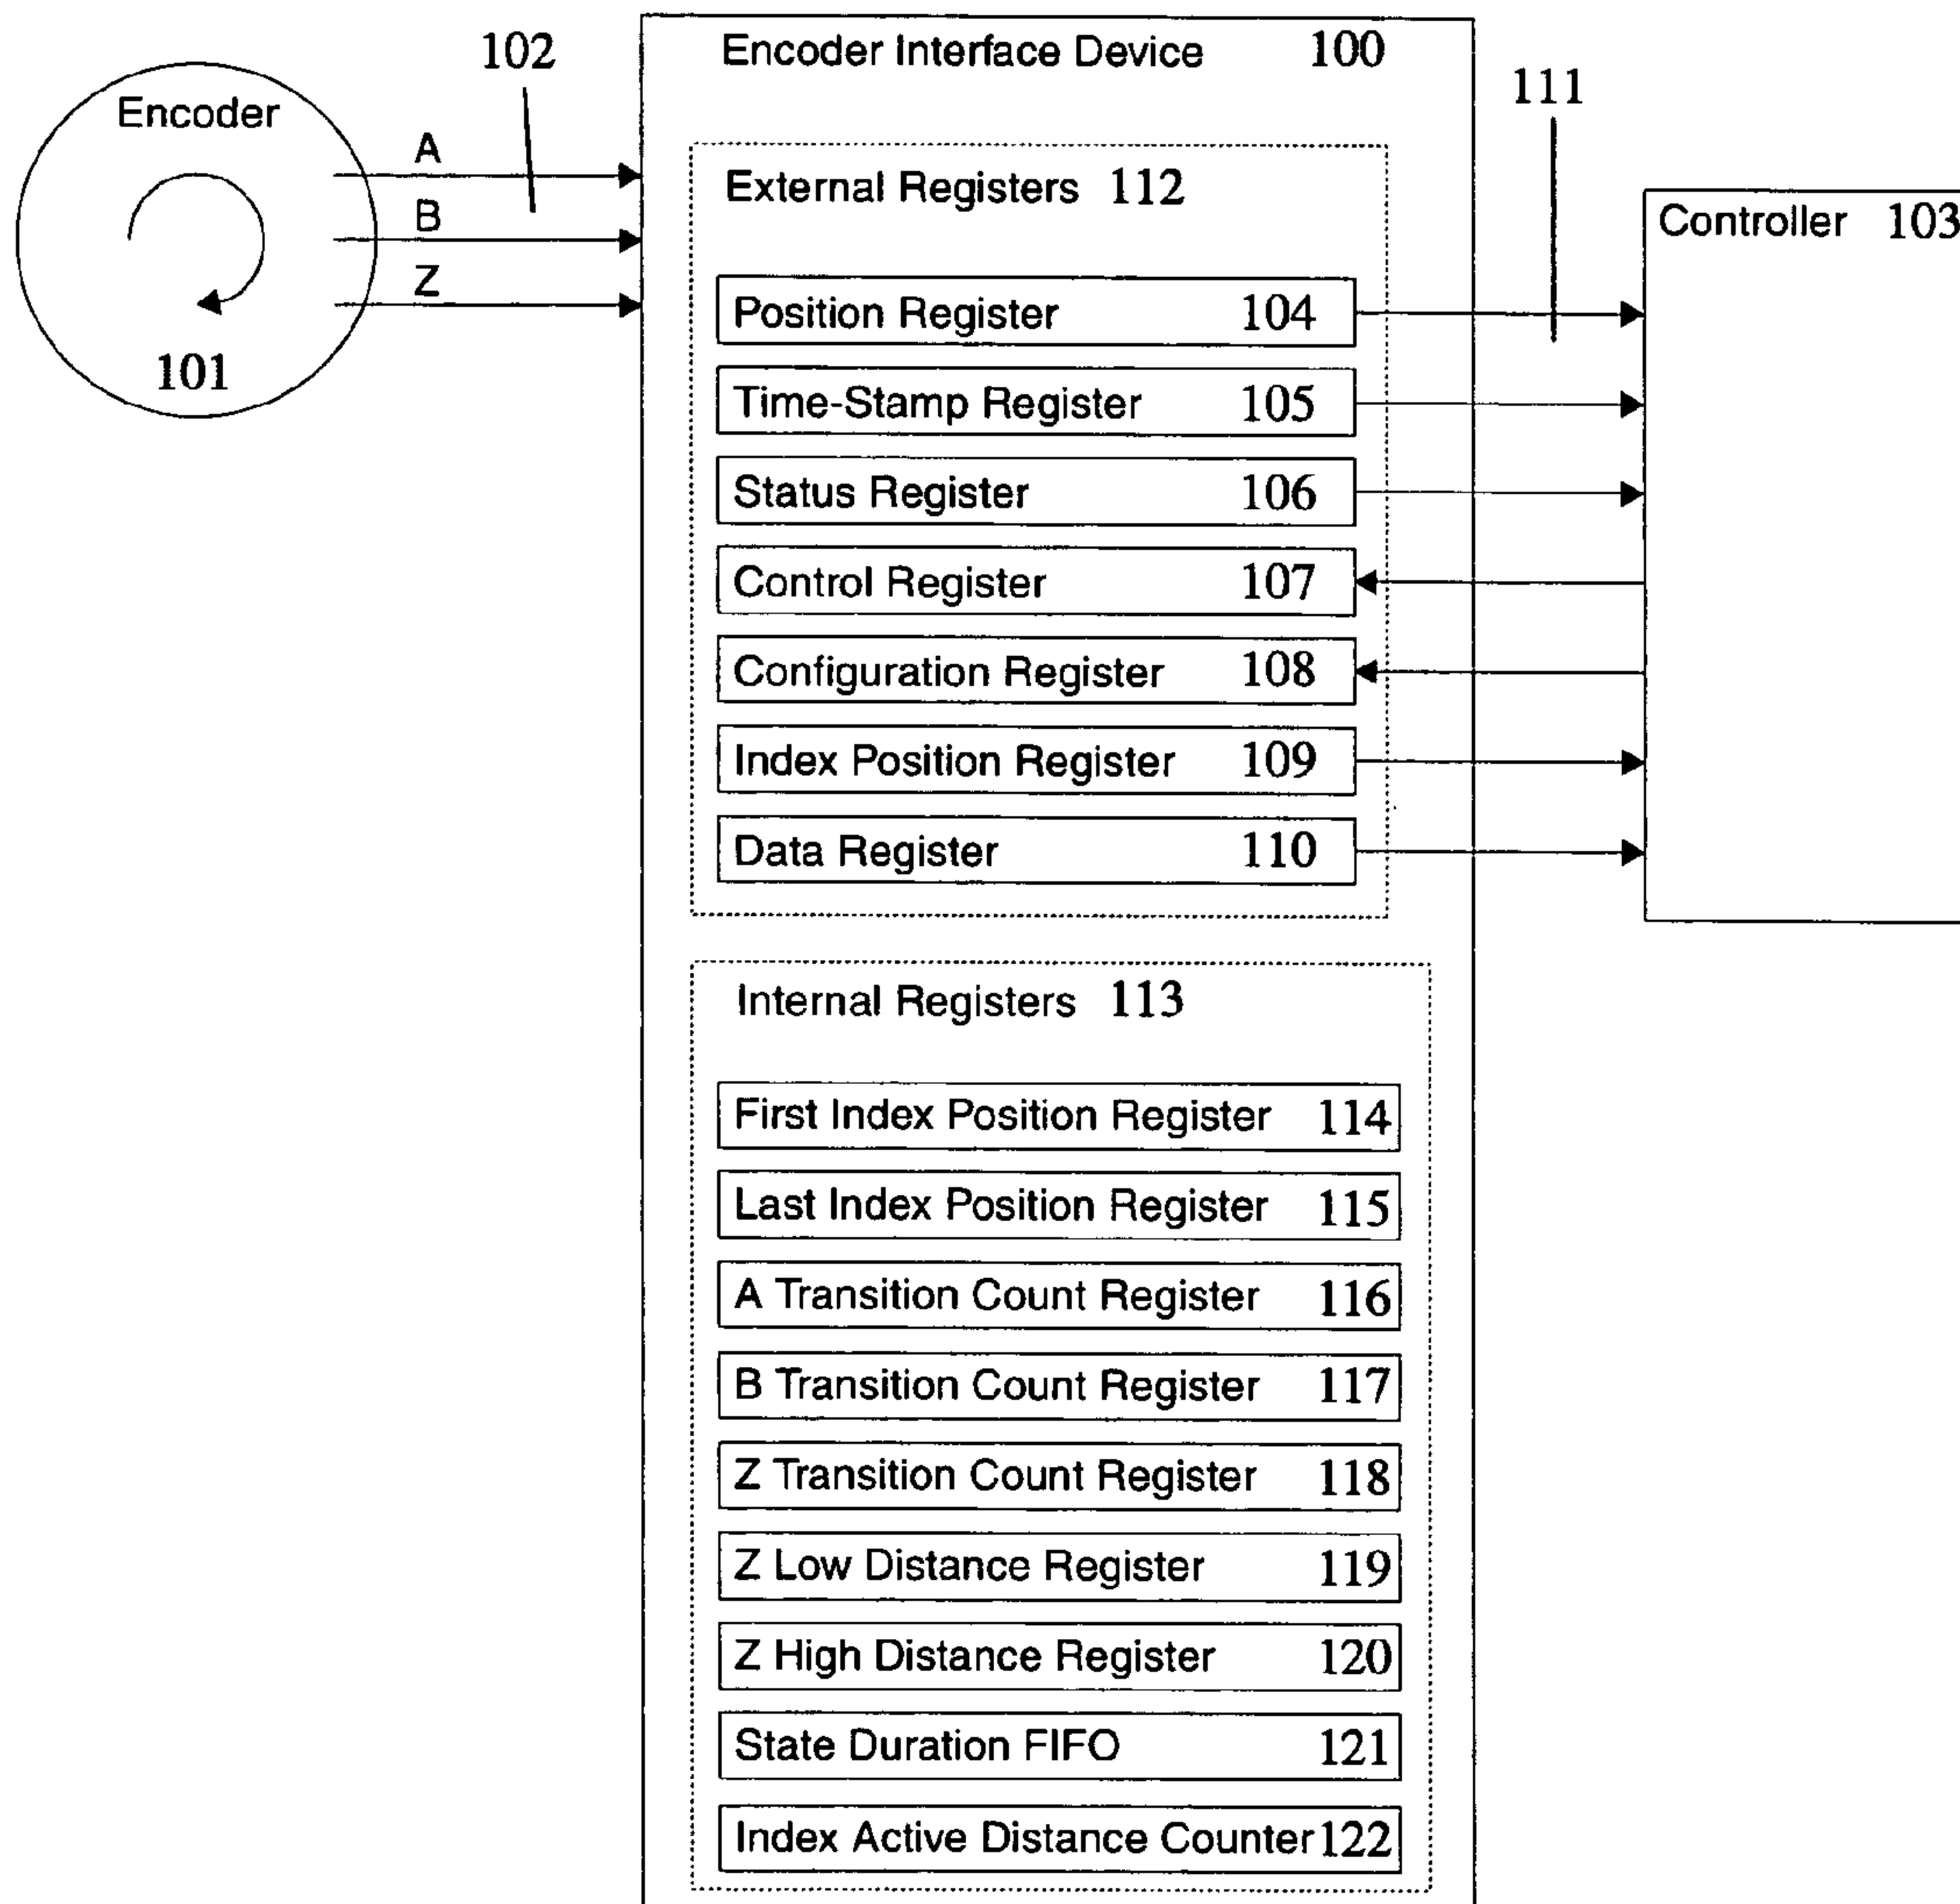 Encoder
101
102
A
B
Z
Encoder Interface Device 100
External Registers 112
Position Register 104
Time-Stamp Register 105
Status Register 106
Control Register 107
Configuration Register 108
Index Position Register 109
Data Register 110
111
Controller 103
Internal Registers 113
First Index Position Register 114
Last Index Position Register 115
A Transition Count Register 116
B Transition Count Register 117
Z Transition Count Register 118
Z Low Distance Register 119
Z High Distance Register 120
State Duration FIFO 121
Index Active Distance Counter 122